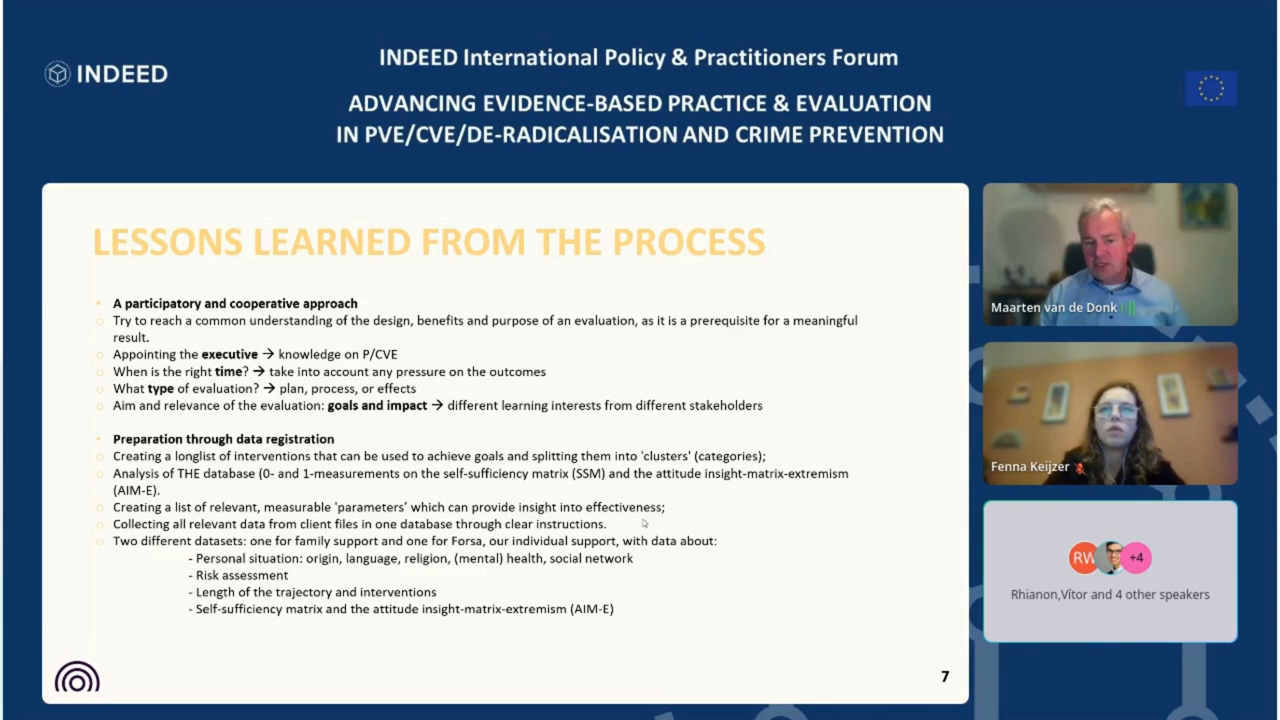 INDEED
INDEED International Policy & Practitioners Forum
ADVANCING EVIDENCE-BASED PRACTICE & EVALUATION
IN PVE/CVE/DE-RADICALISATION AND CRIME PREVENTION
LESSONS LEARNED FROM THE PROCESS
• A participatory and cooperative approach
o Try to reach a common understanding of the design, benefits and purpose of an evaluation, as it is a prerequisite for a meaningful
result.
o Appointing the executive → knowledge on P/CVE
o When is the right time? → take into account any pressure on the outcomes
o What type of evaluation? → plan, process, or effects
o Aim and relevance of the evaluation: goals and impact → different learning interests from different stakeholders
• Preparation through data registration
o Creating a longlist of interventions that can be used to achieve goals and splitting them into 'clusters' (categories);
o Analysis of THE database (0- and 1-measurements on the self-sufficiency matrix (SSM) and the attitude insight-matrix-extremism
(AIM-E).
o Creating a list of relevant, measurable 'parameters' which can provide insight into effectiveness;
o Collecting all relevant data from client files in one database through clear instructions.
o Two different datasets: one for family support and one for Forsa, our individual support, with data about:
- Personal situation: origin, language, religion, (mental) health, social network
- Risk assessment
- Length of the trajectory and interventions
- Self-sufficiency matrix and the attitude insight-matrix-extremism (AIM-E)
7
Maarten van de Donk
Fenna Keijzer
RW +4
Rhianon,Vítor and 4 other speakers